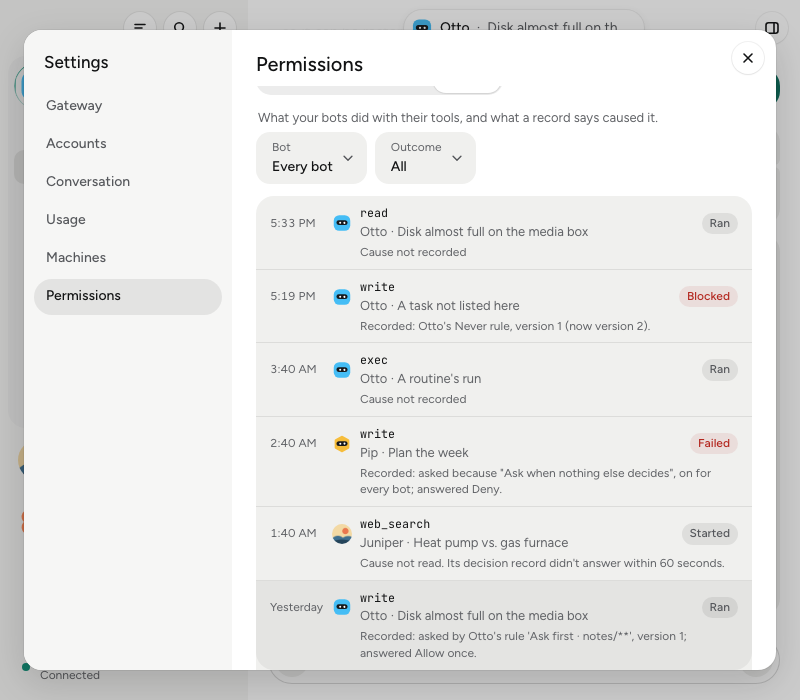 Otto · Disk almost full on th
Settings
Gateway
Accounts
Conversation
Usage
Machines
Permissions
Connected
Permissions
What your bots did with their tools, and what a record says caused it.
Bot
Every bot
Outcome
All
5:33 PM
read
Otto · Disk almost full on the media box
Cause not recorded
Ran
5:19 PM
write
Otto · A task not listed here
Recorded: Otto's Never rule, version 1 (now version 2).
Blocked
3:40 AM
exec
Otto · A routine's run
Cause not recorded
Ran
2:40 AM
write
Pip · Plan the week
Recorded: asked because "Ask when nothing else decides", on for
every bot; answered Deny.
Failed
1:40 AM
web_search
Juniper · Heat pump vs. gas furnace
Cause not read. Its decision record didn't answer within 60 seconds.
Started
Yesterday
write
Otto · Disk almost full on the media box
Recorded: asked by Otto's rule 'Ask first · notes/**', version 1;
answered Allow once.
Ran